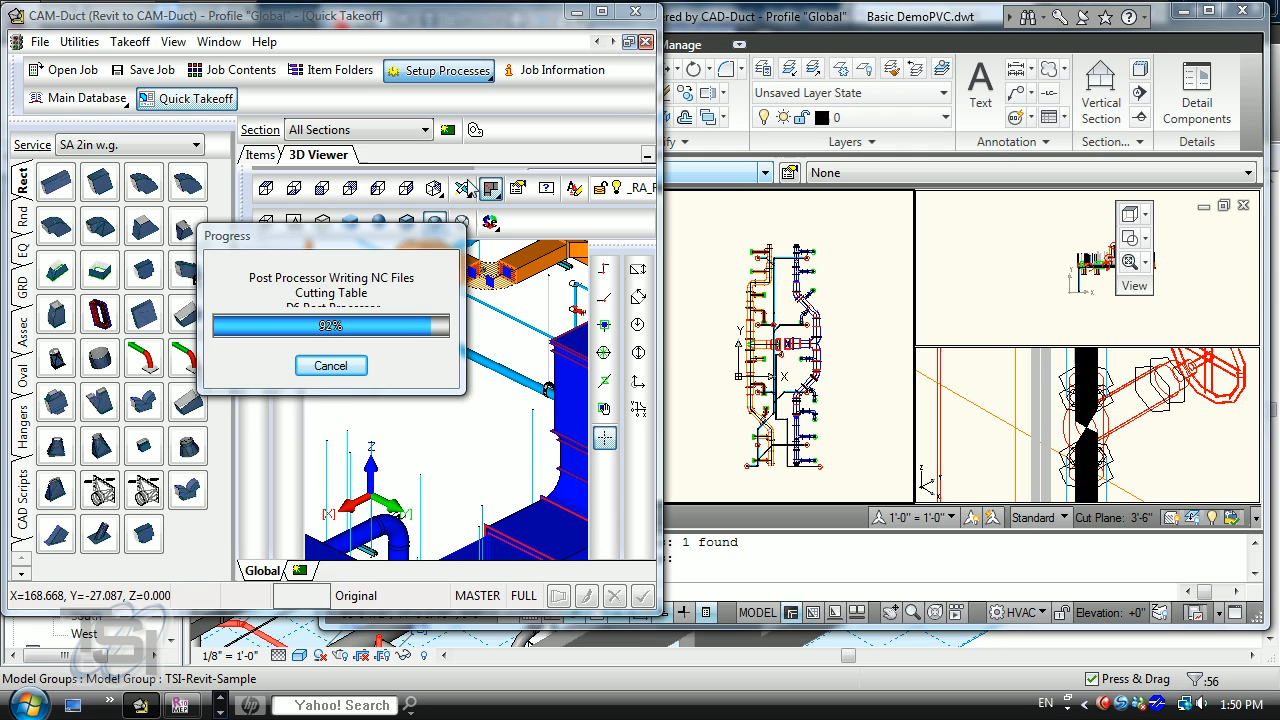 CAM-Duct (Revit to CAM-Duct) - Profile "Global" - [Quick Takeoff]
File Utilities Takeoff View Window Help
Open Job Save Job Job Contents Item Folders Setup Processes Job Information
Main Database Quick Takeoff
Service SA 2in w.g.
Section All Sections
Items 3D Viewer
_RA_F
Rect
Rnd
EQ
GRD
Assec
Oval
Hangers
CAD Scripts
Progress
Post Processor Writing NC Files
Cutting Table
92%
Cancel
Z
[X]
Global
X=168.668, Y=-27.087, Z=0.000
Original MASTER FULL
ered by CAD-Duct - Profile "Global" Basic DemoPVC.dwt
Manage
Unsaved Layer State
0
Text
Vertical
Section
Detail
Components
Layers Annotation Section... Details
None
View
Y
X
Y
X
Z
1'-0" = 1'-0" Standard Cut Plane: 3'-6"
: 1 found
:
MODEL HVAC Elevation: +0"
West
TSI
1/8" = 1'-0"
Model Groups : Model Group : TSI-Revit-Sample
Press & Drag :56
hp Yahoo! Search
EN 1:50 PM